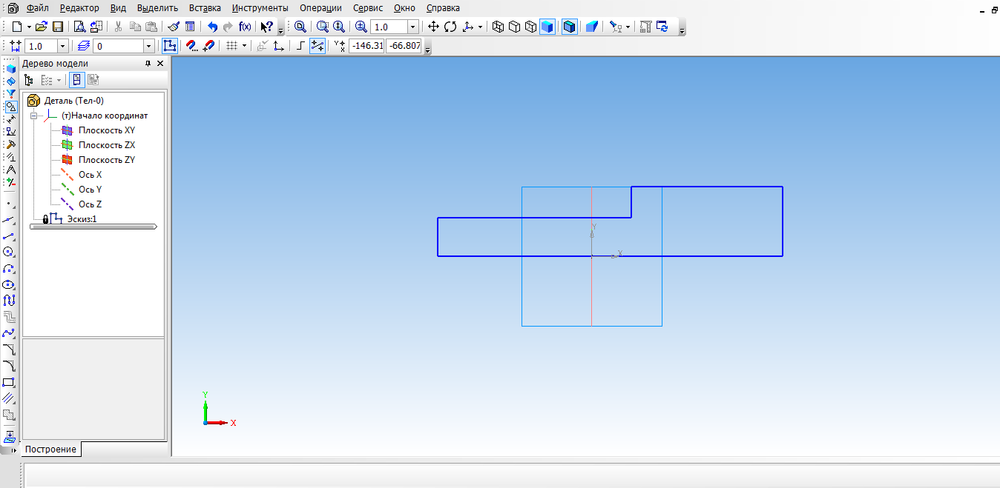 Файл Редактор Вид Выделить Вставка Инструменты Операции Сервис Окно Справка
f(x) ? 1.0
1.0 0 -146.31 -66.807
Дерево модели
Деталь (Тел-0)
(т)Начало координат
Плоскость XY
Плоскость ZX
Плоскость ZY
Ось X
Ось Y
Ось Z
Эскиз:1
Y
X
Y
X
Построение